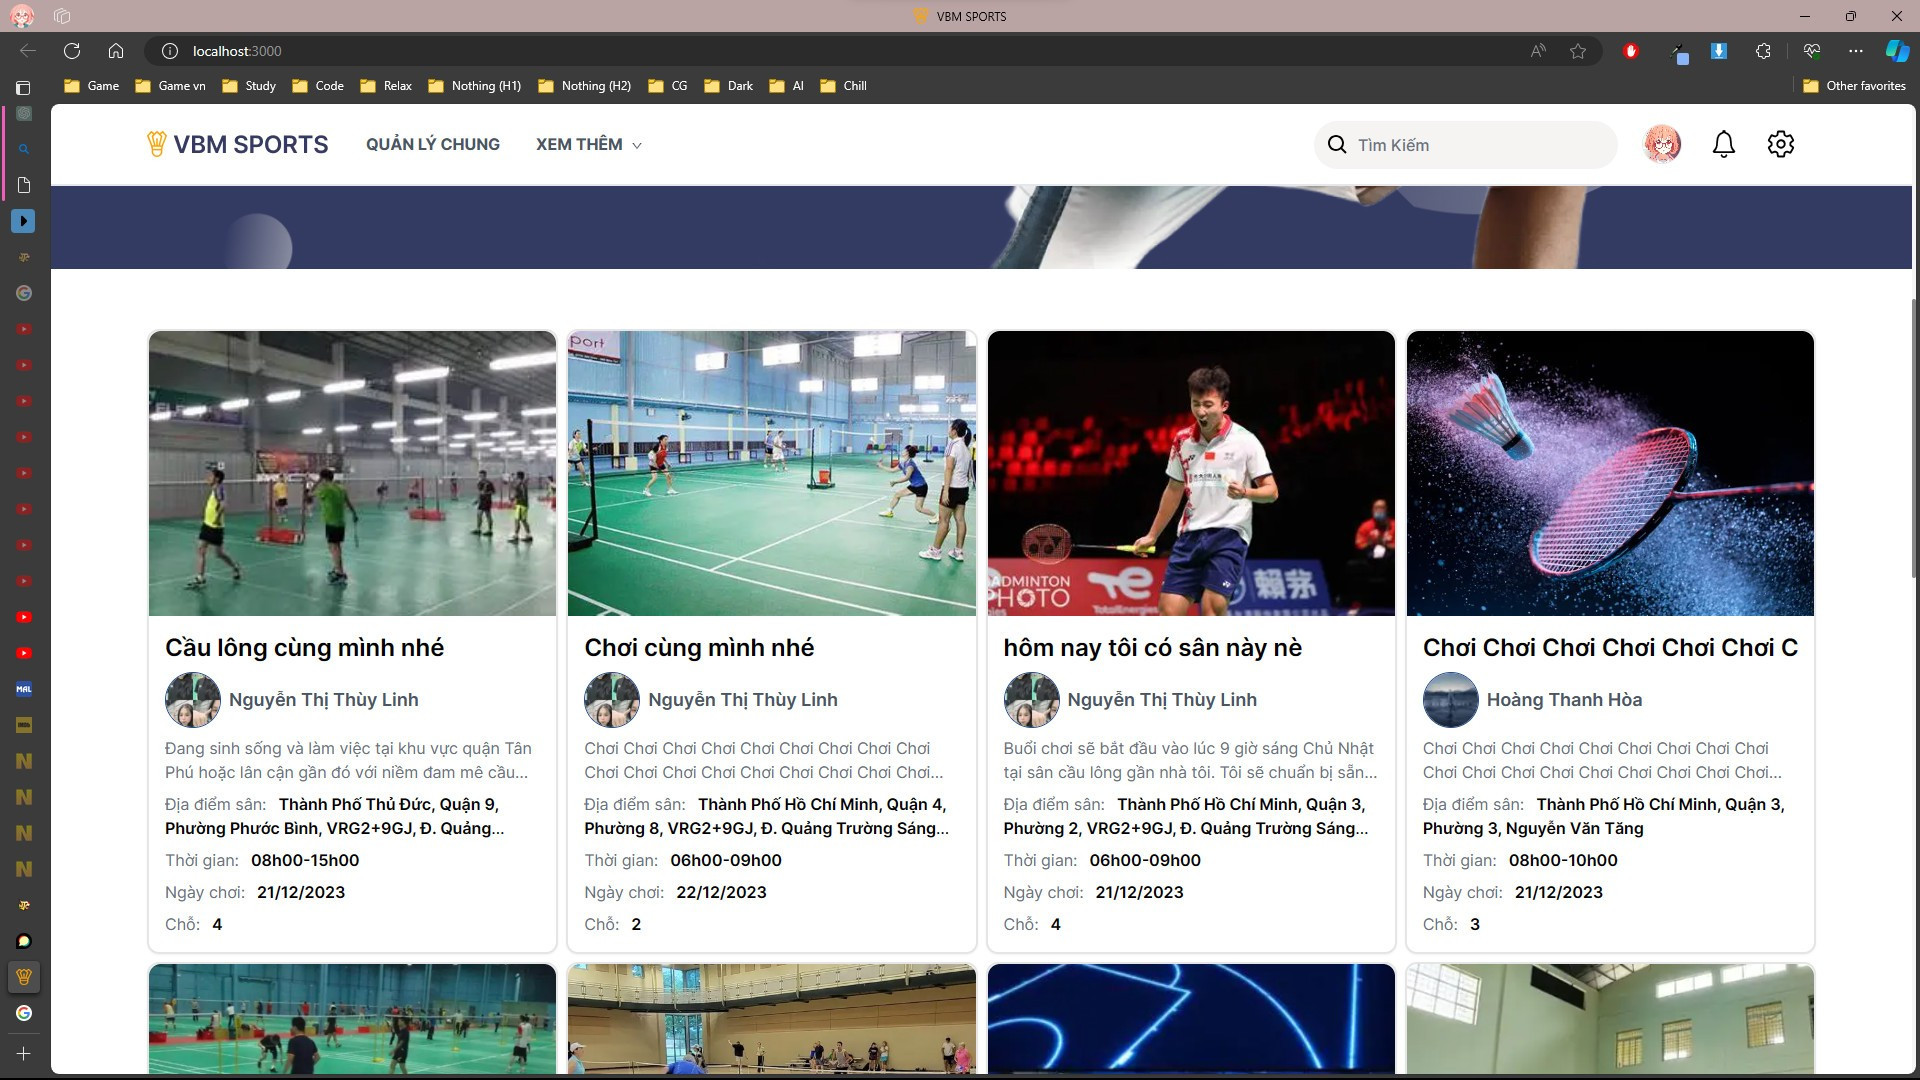 VBM SPORTS
localhost:3000
Game
Game vn
Study
Code
Relax
Nothing (H1)
Nothing (H2)
CG
Dark
AI
Chill
Other favorites
VBM SPORTS
QUẢN LÝ CHUNG
XEM THÊM
Tìm Kiếm
port
BADMINTON
PHOTO
TotalEnergies
賴茅
Cầu lông cùng mình nhé
Nguyễn Thị Thùy Linh
Đang sinh sống và làm việc tại khu vực quận Tân
Phú hoặc lân cận gần đó với niềm đam mê cầu...
Địa điểm sân: Thành Phố Thủ Đức, Quận 9,
Phường Phước Bình, VRG2+9GJ, Đ. Quảng...
Thời gian: 08h00-15h00
Ngày chơi: 21/12/2023
Chỗ: 4
Chơi cùng mình nhé
Nguyễn Thị Thùy Linh
Chơi Chơi Chơi Chơi Chơi Chơi Chơi Chơi Chơi
Chơi Chơi Chơi Chơi Chơi Chơi Chơi Chơi Chơi...
Địa điểm sân: Thành Phố Hồ Chí Minh, Quận 4,
Phường 8, VRG2+9GJ, Đ. Quảng Trường Sáng...
Thời gian: 06h00-09h00
Ngày chơi: 22/12/2023
Chỗ: 2
hôm nay tôi có sân này nè
Nguyễn Thị Thùy Linh
Buổi chơi sẽ bắt đầu vào lúc 9 giờ sáng Chủ Nhật
tại sân cầu lông gần nhà tôi. Tôi sẽ chuẩn bị sẵn...
Địa điểm sân: Thành Phố Hồ Chí Minh, Quận 3,
Phường 2, VRG2+9GJ, Đ. Quảng Trường Sáng...
Thời gian: 06h00-09h00
Ngày chơi: 21/12/2023
Chỗ: 4
Chơi Chơi Chơi Chơi Chơi Chơi C
Hoàng Thanh Hòa
Chơi Chơi Chơi Chơi Chơi Chơi Chơi Chơi Chơi
Chơi Chơi Chơi Chơi Chơi Chơi Chơi Chơi Chơi...
Địa điểm sân: Thành Phố Hồ Chí Minh, Quận 3,
Phường 3, Nguyễn Văn Tăng
Thời gian: 08h00-10h00
Ngày chơi: 21/12/2023
Chỗ: 3